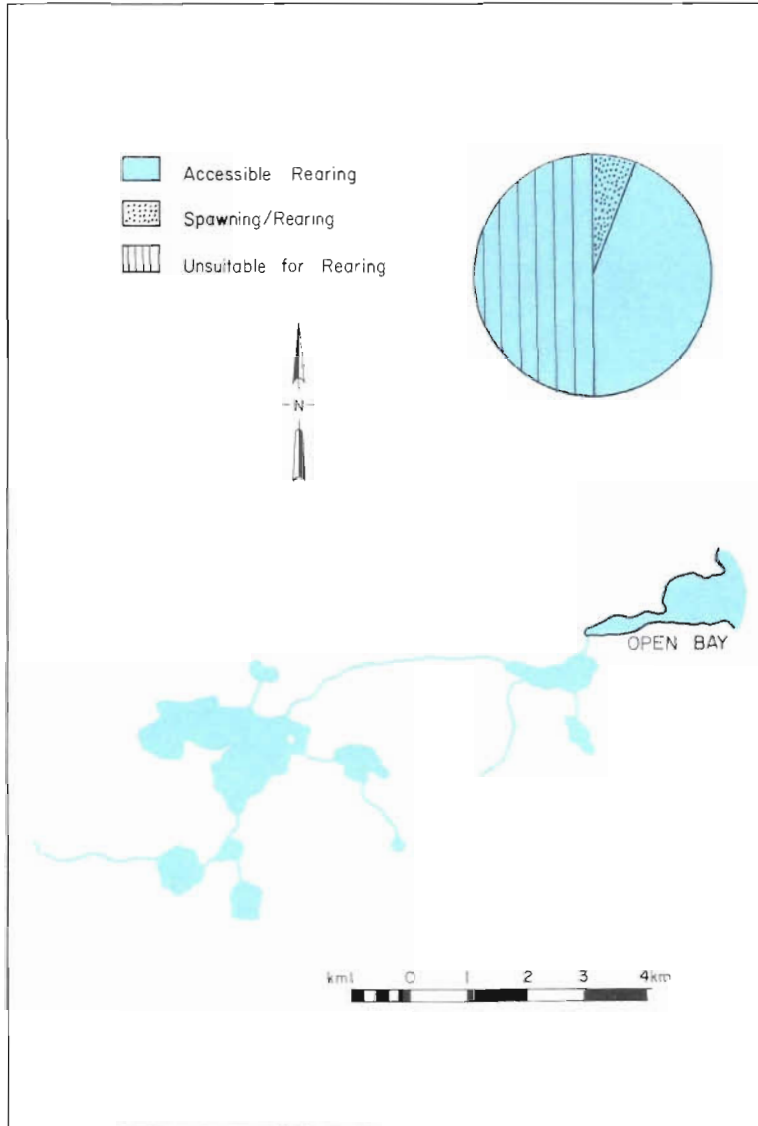 Accessible Rearing
Spawning/Rearing
Unsuitable for Rearing
N
OPEN BAY
km1 0 1 2 3 4km